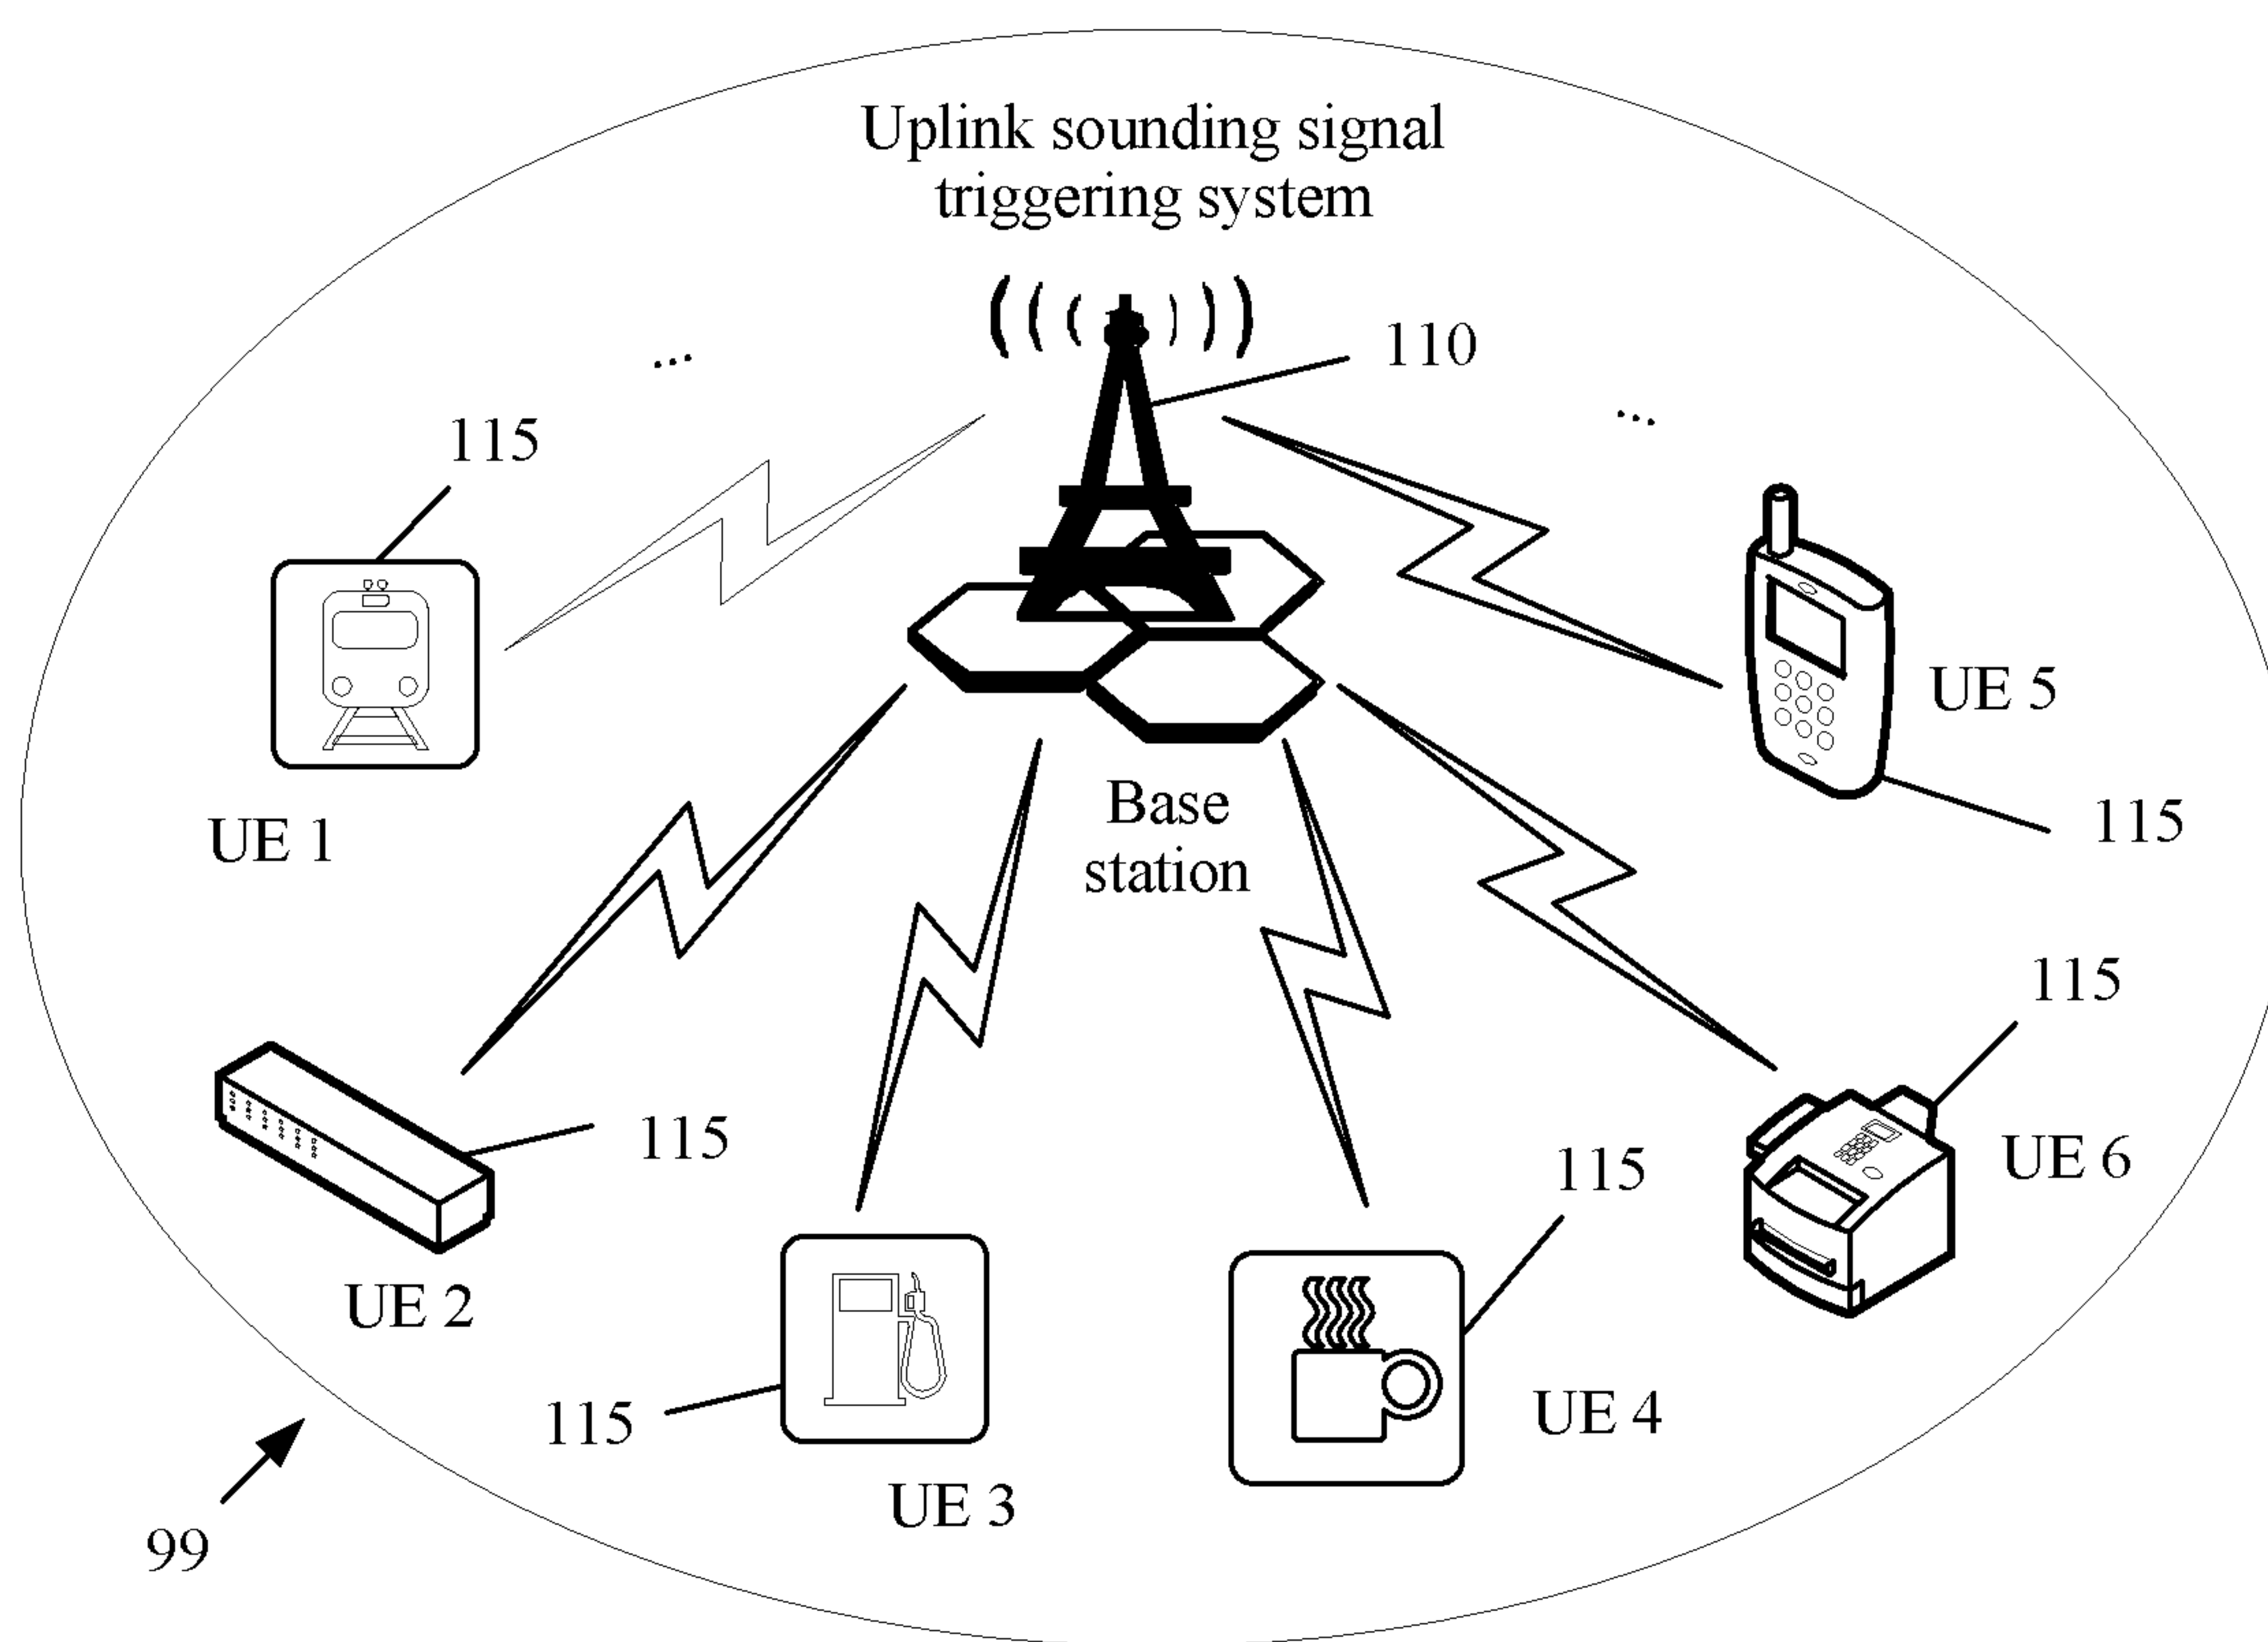 Uplink sounding signal
triggering system
...
110
...
115
UE 1
UE 5
115
Base
station
115
115
UE 6
115
UE 2
UE 4
115
UE 3
99
115